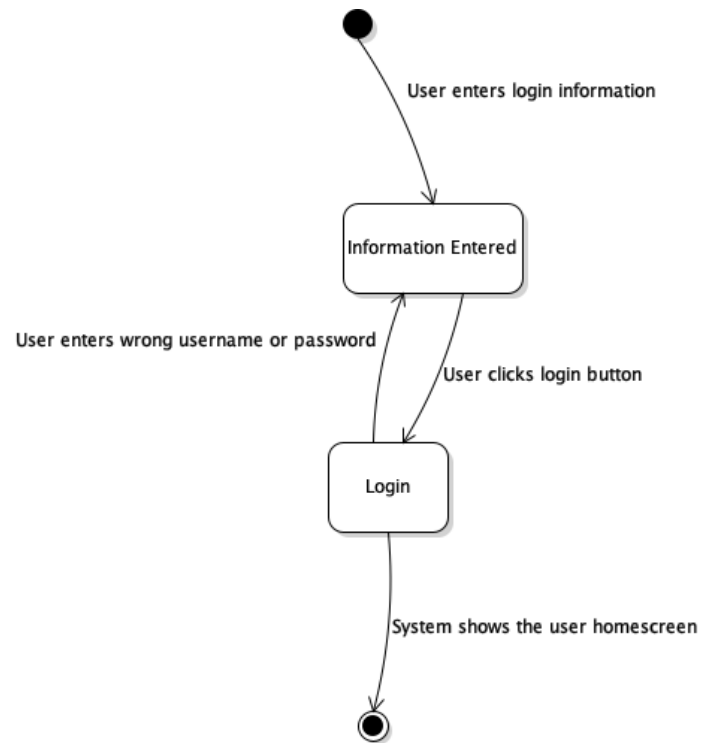 User enters login information
Information Entered
User enters wrong username or password
User clicks login button
Login
System shows the user homescreen